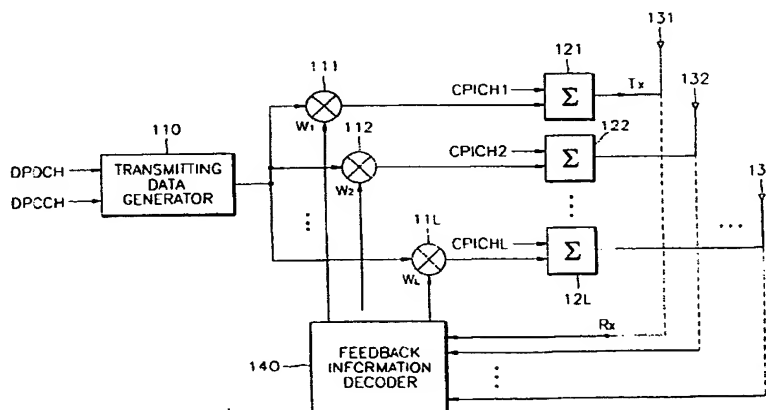 131
121
111
132
CPICH1
Σ
Tx
W1
112
122
110
CPICH2
Σ
DPDCH
TRANSMITTING
DATA
GENERATOR
W2
13
DPCCH
...
11L
...
...
CPICHL
Σ
WL
12L
Rx
140
FEEDBACK
INFORMATION
DECODER
...